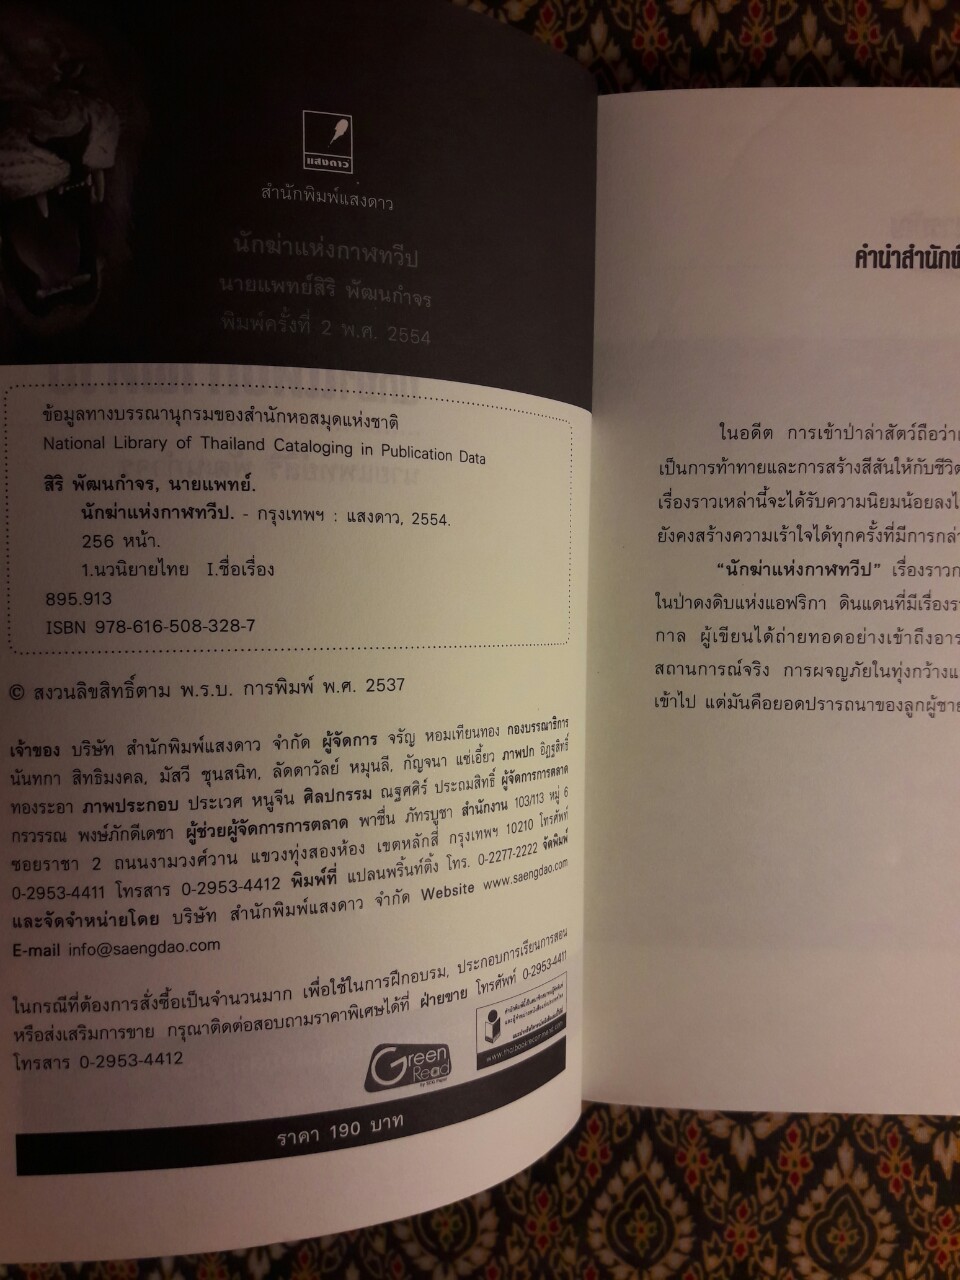 แสงดาว
สำนักพิมพ์แสงดาว
นักฆ่าแห่งกาฬทวีป
นายแพทย์สิริ พัฒนกำจร
พิมพ์ครั้งที่ 2 พ.ศ. 2554
ข้อมูลทางบรรณานุกรมของสำนักหอสมุดแห่งชาติ
National Library of Thailand Cataloging in Publication Data
สิริ พัฒนกำจร, นายแพทย์.
นักฆ่าแห่งกาฬทวีป. - กรุงเทพฯ : แสงดาว, 2554.
256 หน้า.
1.นวนิยายไทย I.ชื่อเรื่อง
895.913
ISBN 978-616-508-328-7
© สงวนลิขสิทธิ์ตาม พ.ร.บ. การพิมพ์ พ.ศ. 2537
เจ้าของ บริษัท สำนักพิมพ์แสงดาว จำกัด ผู้จัดการ จรัญ หอมเทียนทอง กองบรรณาธิการ
นันทกา สิทธิมงคล, มัสวี ชุนสนิท, ลัดดาวัลย์ หมุนลี, กัญจนา แซ่เอี้ยว ภาพปก อิฏฐสิทธิ์
ทองระอา ภาพประกอบ ประเวศ หนูจีน ศิลปกรรม ณฐศศิร์ ประถมสิทธิ์ ผู้จัดการการตลาด
กรวรรณ พงษ์ภักดีเดชา ผู้ช่วยผู้จัดการการตลาด พาชื่น ภัทรบูชา สำนักงาน 103/113 หมู่ 6
ซอยราชา 2 ถนนงามวงศ์วาน แขวงทุ่งสองห้อง เขตหลักสี่ กรุงเทพฯ 10210 โทรศัพท์
0-2953-4411 โทรสาร 0-2953-4412 พิมพ์ที่ แปลนพริ้นท์ติ้ง โทร. 0-2277-2222 จัดพิมพ์
และจัดจำหน่ายโดย บริษัท สำนักพิมพ์แสงดาว จำกัด Website www.saengdao.com
E-mail info@saengdao.com
ในกรณีที่ต้องการสั่งซื้อเป็นจำนวนมาก เพื่อใช้ในการฝึกอบรม, ประกอบการเรียนการสอน
หรือส่งเสริมการขาย กรุณาติดต่อสอบถามราคาพิเศษได้ที่ ฝ่ายขาย โทรศัพท์ 0-2953-4411
โทรสาร 0-2953-4412
Green
Read
ราคา 190 บาท
คำนำสำนักพิ
ในอดีต การเข้าป่าล่าสัตว์ถือว่า
เป็นการท้าทายและการสร้างสีสันให้กับชีวิต
เรื่องราวเหล่านี้จะได้รับความนิยมน้อยลงไ
ยังคงสร้างความเร้าใจได้ทุกครั้งที่มีการกล่
“นักฆ่าแห่งกาฬทวีป” เรื่องราว
ในป่าดงดิบแห่งแอฟริกา ดินแดนที่มีเรื่อง
กาล ผู้เขียนได้ถ่ายทอดอย่างเข้าถึงอาร
สถานการณ์จริง การผจญภัยในทุ่งกว้างแ
เข้าไป แต่มันคือยอดปรารถนาของลูกผู้ชาย